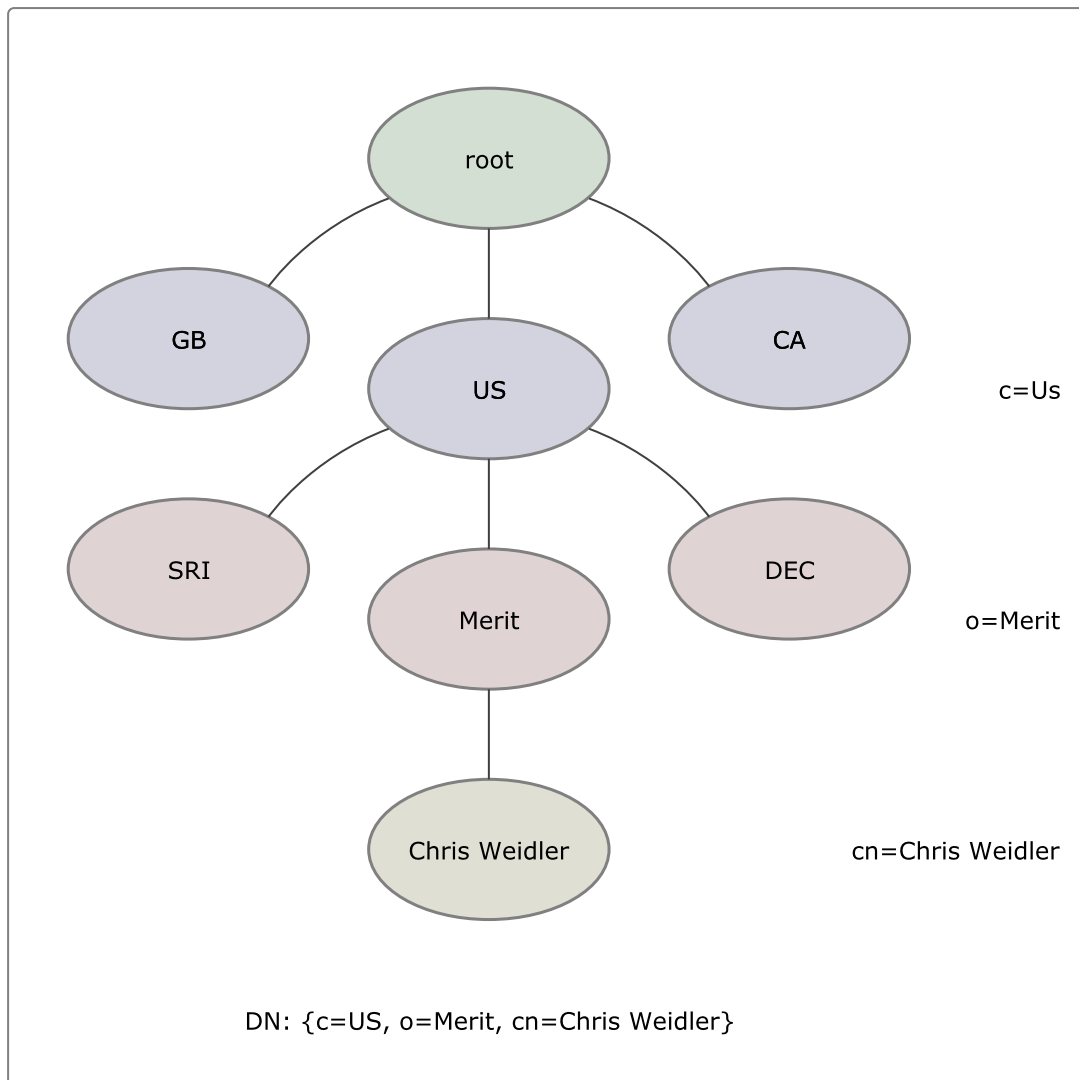 root
GB
US
CA
c=Us
SRI
Merit
DEC
o=Merit
Chris Weidler
cn=Chris Weidler
DN: {c=US, o=Merit, cn=Chris Weidler}